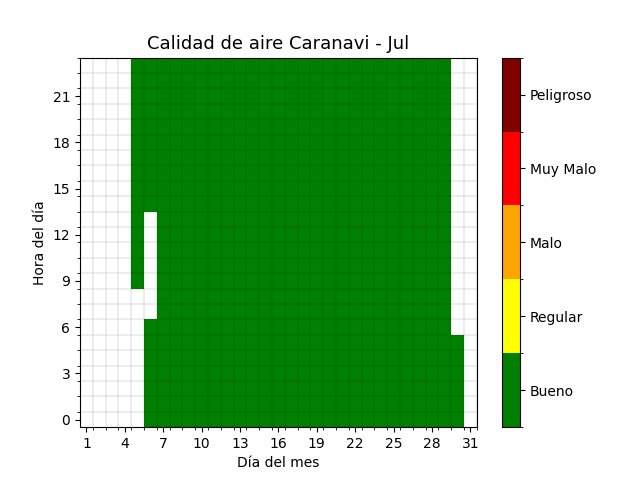 Calidad de aire Caranavi - Jul
Hora del día
21
18
15
12
9
6
3
0
1 4 7 10 13 16 19 22 25 28 31
Día del mes
Peligroso
Muy Malo
Malo
Regular
Bueno